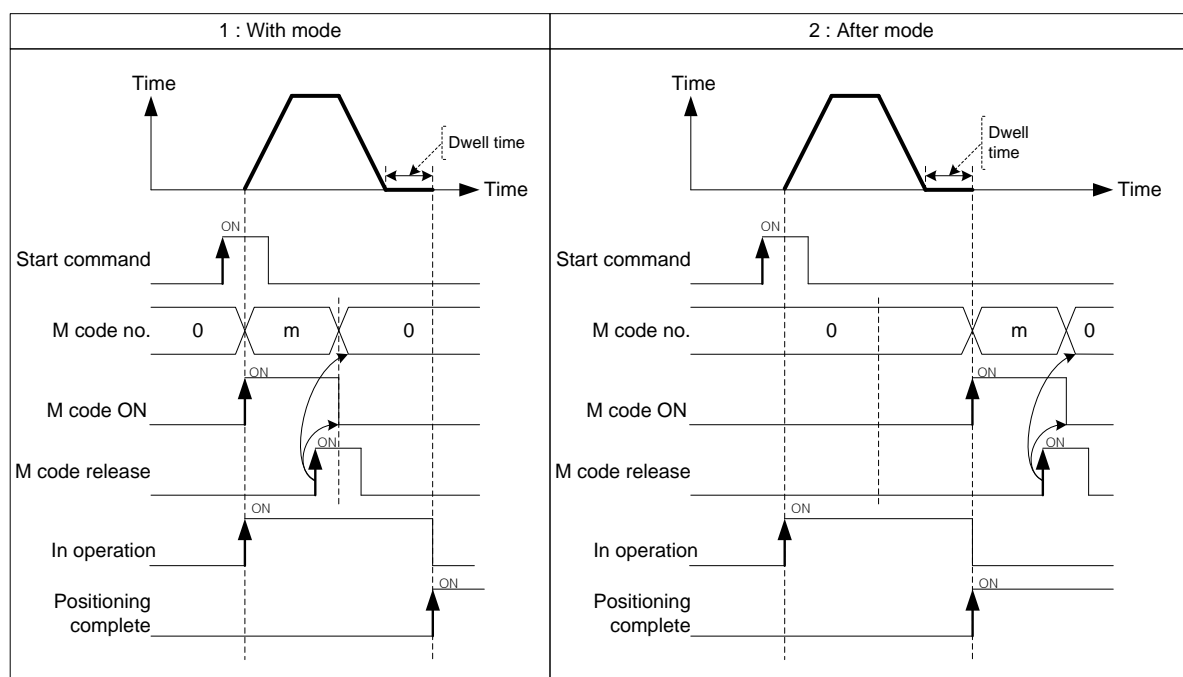 1 : With mode
Time
Dwell time
Time
ON
Start command
M code no.
0
m
0
ON
M code ON
ON
M code release
ON
In operation
ON
Positioning
complete
2 : After mode
Time
Dwell
time
Time
ON
Start command
M code no.
0
m
0
ON
M code ON
ON
M code release
ON
In operation
ON
Positioning
complete